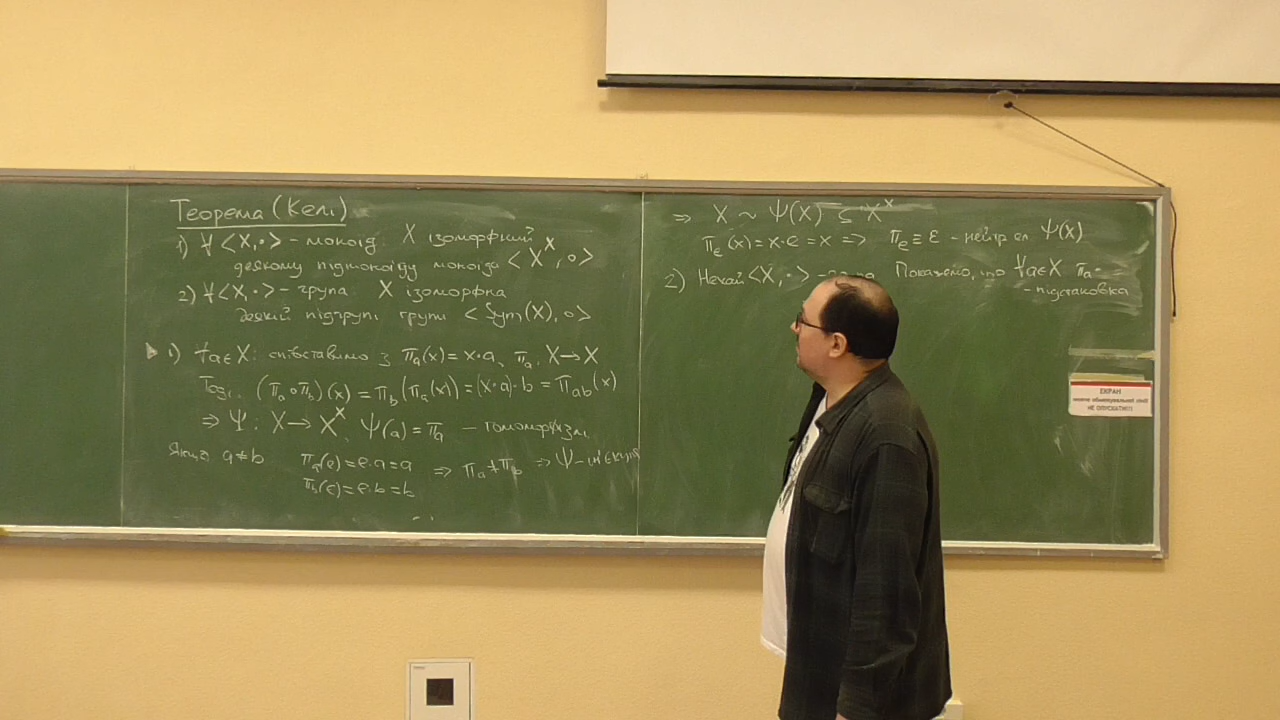 Теорема (Келі)
1) ∀ <X,∘> – моноїд X ізоморфний
деякому підмоноїду моноїда <X^X,∘>
2) ∀ <X,∘> – група X ізоморфна
деякій підгрупі групи <Sym(X),∘>
1) ∀a∈X: співставимо з π_a(x)=x·a, π_a: X→X
Тоді: (π_a∘π_b)(x)=π_b(π_a(x))=(x·a)·b=π_ab(x)
⇒ Ψ: X→X^X, Ψ(a)=π_a – гомоморфізм.
Якщо a≠b π_a(e)=e·a=a ⇒ π_a≠π_b ⇒ Ψ–ін'єкція
π_b(e)=e·b=b
⇒ X ~ Ψ(X) ⊆ X^X
π_e(x)=x·e=x ⇒ π_e≡ε – нейтр ел Ψ(X)
2) Нехай <X,∘> – Покажемо, що ∀a∈X π_a –
– підстановка
ЕКРАН
НЕ ОПУСКАТИ!!!